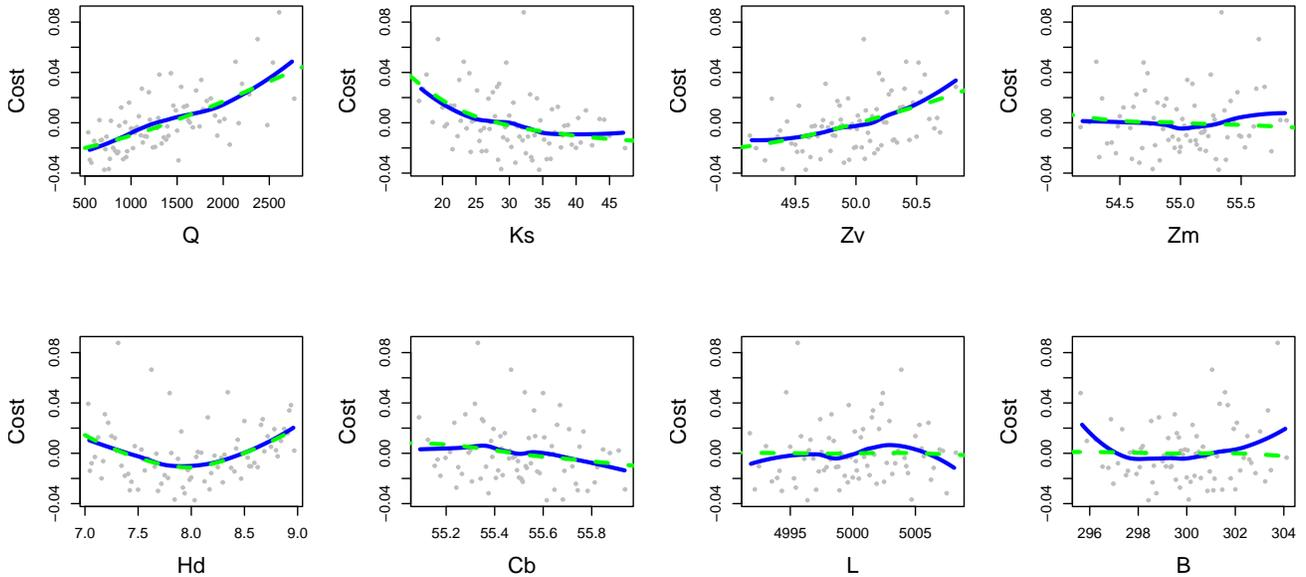 Cost
−0.04 0.00 0.04 0.08
500 1000 1500 2000 2500
Q
Cost
−0.04 0.00 0.04 0.08
20 25 30 35 40 45
Ks
Cost
−0.04 0.00 0.04 0.08
49.5 50.0 50.5
Zv
Cost
−0.04 0.00 0.04 0.08
54.5 55.0 55.5
Zm
Cost
−0.04 0.00 0.04 0.08
7.0 7.5 8.0 8.5 9.0
Hd
Cost
−0.04 0.00 0.04 0.08
55.2 55.4 55.6 55.8
Cb
Cost
−0.04 0.00 0.04 0.08
4995 5000 5005
L
Cost
−0.04 0.00 0.04 0.08
296 298 300 302 304
B